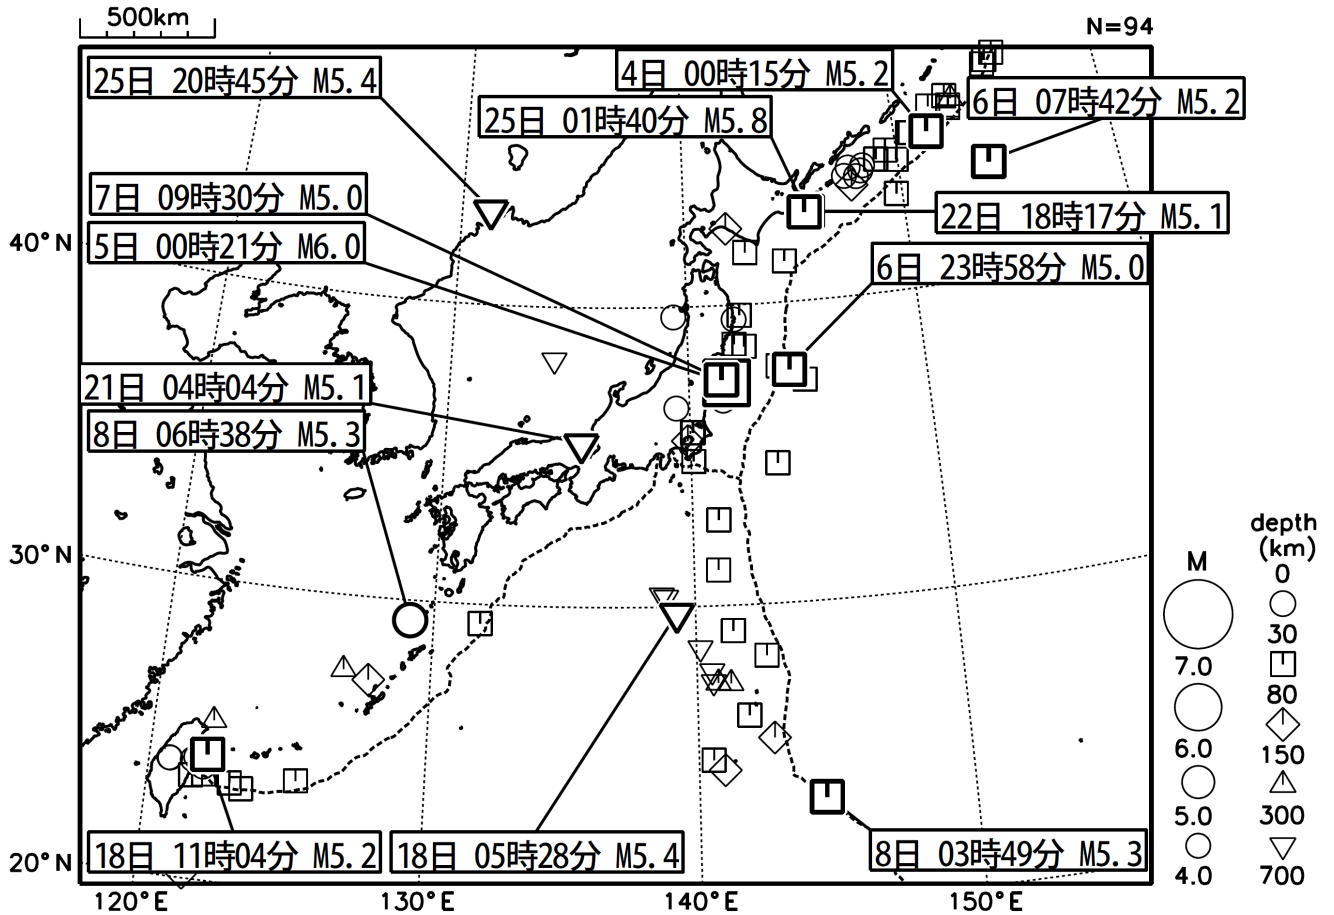 500km
N=94
25日 20時45分 M5.4
4日 00時15分 M5.2
6日 07時42分 M5.2
25日 01時40分 M5.8
7日 09時30分 M5.0
22日 18時17分 M5.1
5日 00時21分 M6.0
6日 23時58分 M5.0
21日 04時04分 M5.1
8日 06時38分 M5.3
18日 11時04分 M5.2
18日 05時28分 M5.4
8日 03時49分 M5.3
40°N
30°N
20°N
120°E
130°E
140°E
150°E
M
7.0
6.0
5.0
4.0
depth
(km)
0
30
80
150
300
700